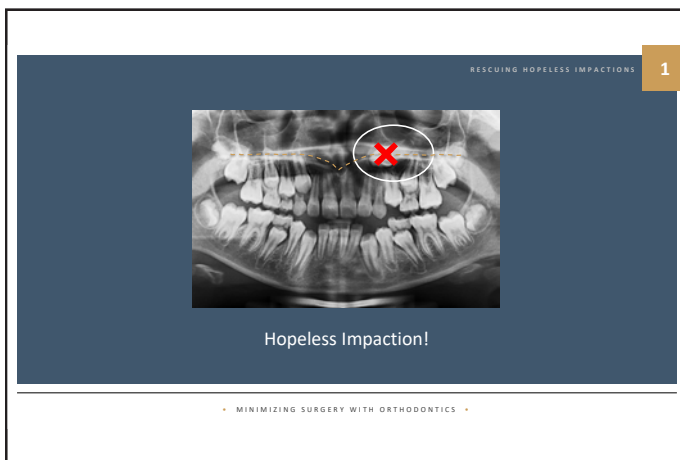 RESCUING HOPELESS IMPACTIONS 1
Hopeless Impaction!
• MINIMIZING SURGERY WITH ORTHODONTICS •